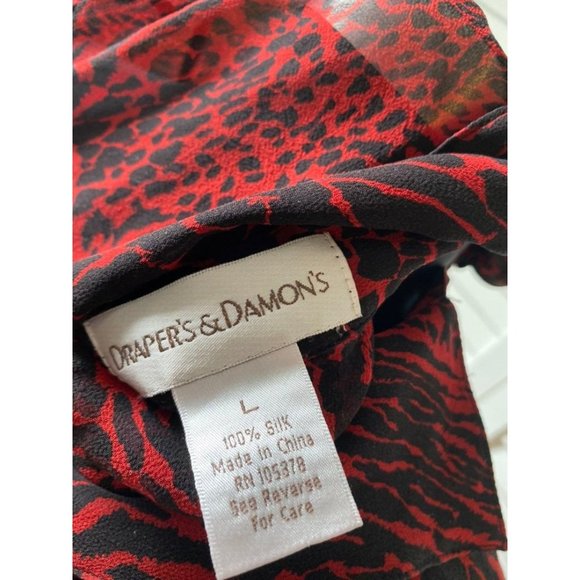 DRAPER'S & DAMON'S
L
100% Silk
Made in China
RN 105378
See Reverse
For Care